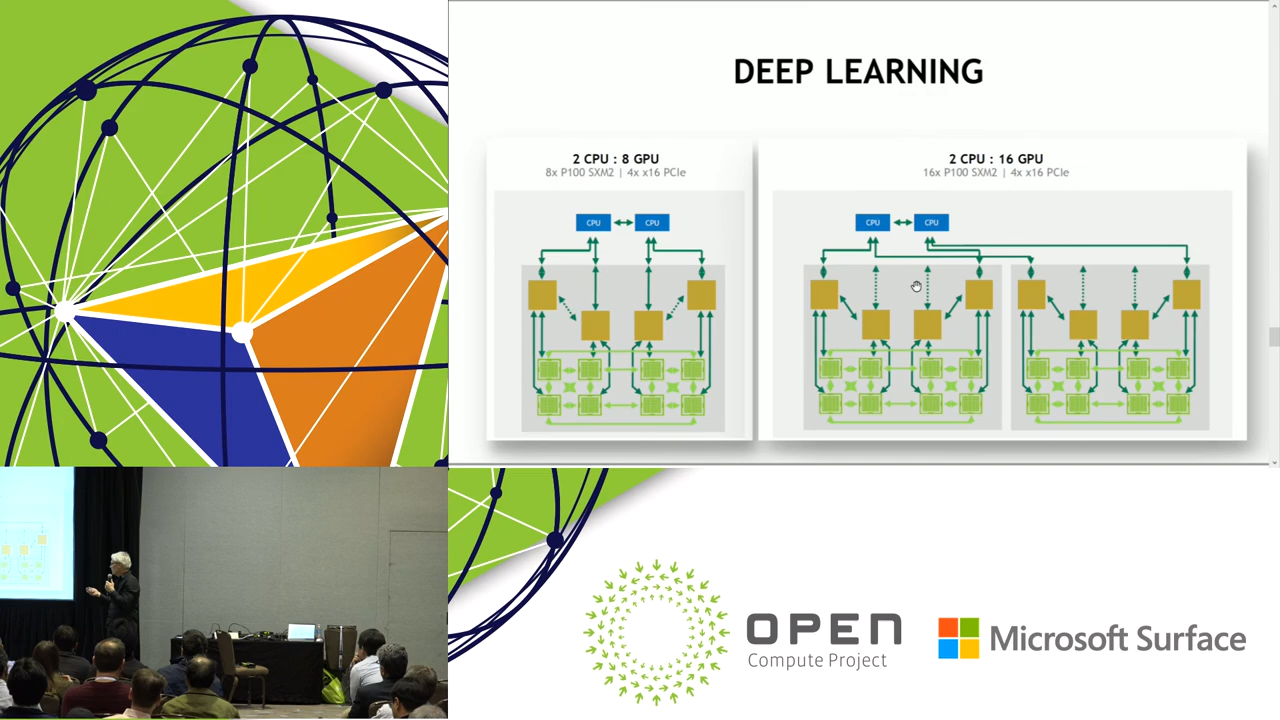 DEEP LEARNING
2 CPU : 8 GPU
8x P100 SXM2 | 4x x16 PCIe
CPU
CPU
2 CPU : 16 GPU
16x P100 SXM2 | 4x x16 PCIe
CPU
CPU
OPEN
Compute Project
Microsoft Surface